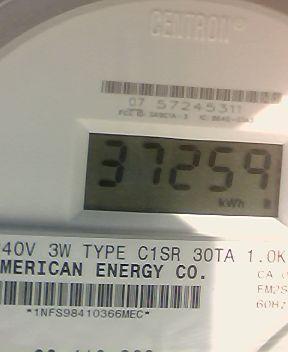 CENTRON®
07 57245311
37259
kWh
40V 3W TYPE C1SR 30TA 1.0K
MERICAN ENERGY CO.
CA
FM2S
60Hz
*1NFS98410366MEC*